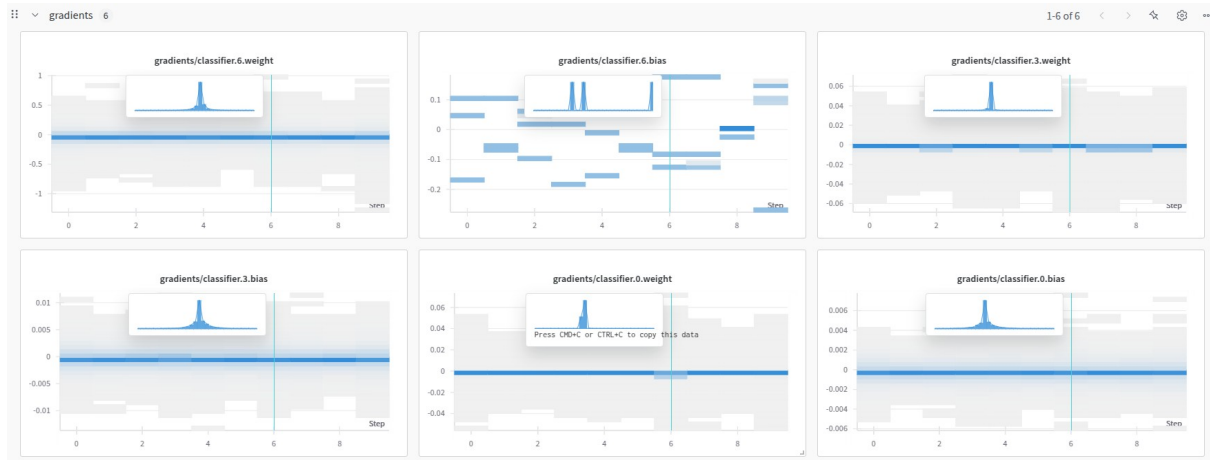 gradients 6
1-6 of 6
gradients/classifier.6.weight
1
0.5
0
-0.5
-1
Step
0 2 4 6 8
gradients/classifier.6.bias
0.1
0
-0.1
-0.2
Step
0 2 4 6 8
gradients/classifier.3.weight
0.06
0.04
0.02
0
-0.02
-0.04
-0.06
Step
0 2 4 6 8
gradients/classifier.3.bias
0.01
0.005
0
-0.005
-0.01
Step
0 2 4 6 8
gradients/classifier.0.weight
0.06
0.04
Press CMD+C or CTRL+C to copy this data
0.02
0
-0.02
-0.04
0 2 4 6 8
gradients/classifier.0.bias
0.006
0.004
0.002
0
-0.002
-0.004
-0.006
Step
0 2 4 6 8